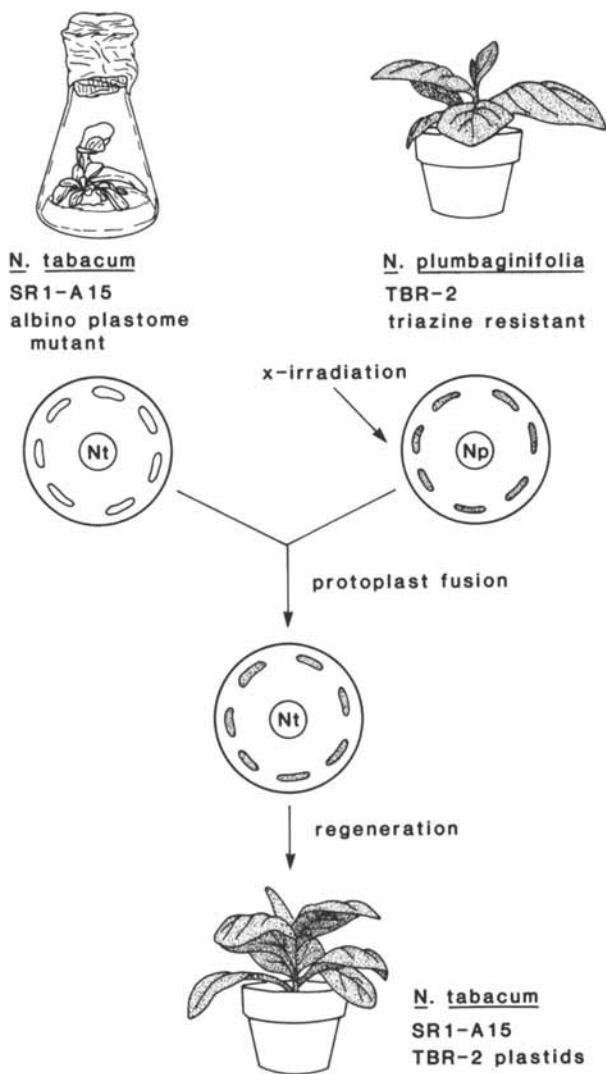 N. tabacum
SR1-A15
albino plastome
mutant
N. plumbaginifolia
TBR-2
triazine resistant
x-irradiation
Nt
Np
protoplast fusion
Nt
regeneration
N. tabacum
SR1-A15
TBR-2 plastids